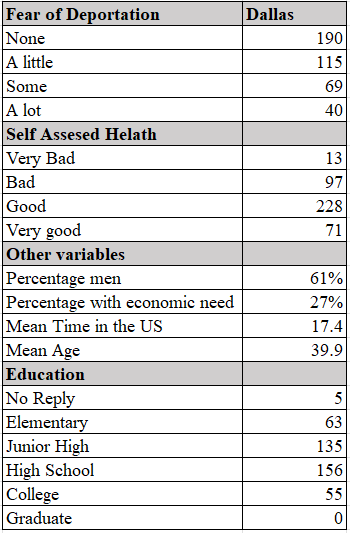 Fear of Deportation Dallas
None 190
A little 115
Some 69
A lot 40
Self Assesed Helath
Very Bad 13
Bad 97
Good 228
Very good 71
Other variables
Percentage men 61%
Percentage with economic need 27%
Mean Time in the US 17.4
Mean Age 39.9
Education
No Reply 5
Elementary 63
Junior High 135
High School 156
College 55
Graduate 0